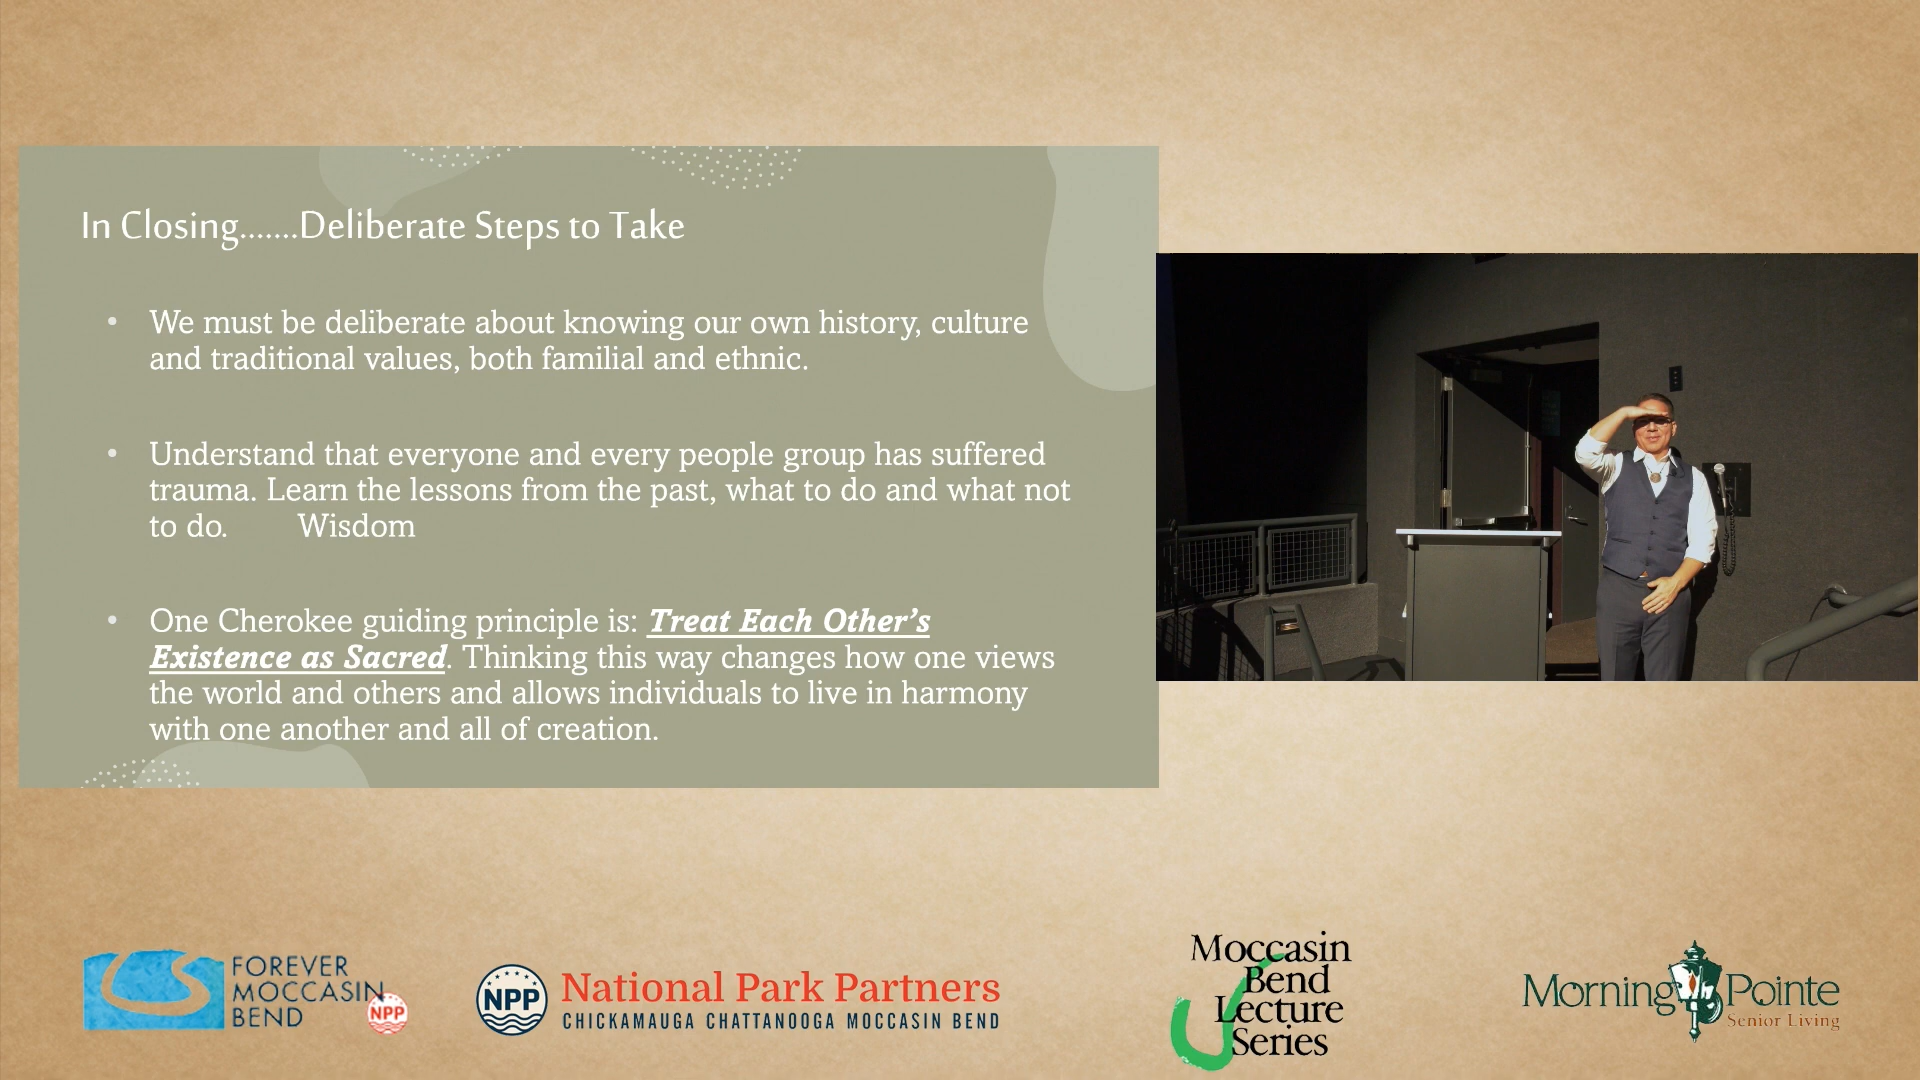 In Closing.......Deliberate Steps to Take
• We must be deliberate about knowing our own history, culture
and traditional values, both familial and ethnic.
• Understand that everyone and every people group has suffered
trauma. Learn the lessons from the past, what to do and what not
to do. Wisdom
• One Cherokee guiding principle is: Treat Each Other’s
Existence as Sacred. Thinking this way changes how one views
the world and others and allows individuals to live in harmony
with one another and all of creation.
FOREVER
MOCCASIN
BEND
NPP
NPP
National Park Partners
CHICKAMAUGA CHATTANOOGA MOCCASIN BEND
Moccasin
Bend
Lecture
Series
Morning Pointe
Senior Living